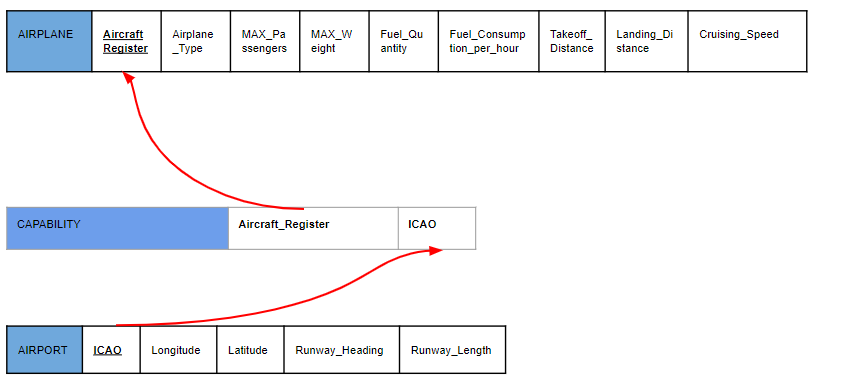 AIRPLANE Aircraft Airplane MAX_Pa MAX_W Fuel_Qu Fuel_Consump Takeoff_ Landing_Di Cruising_Speed
Register _Type ssengers eight antity tion_per_hour Distance stance
CAPABILITY Aircraft_Register ICAO
AIRPORT ICAO Longitude Latitude Runway_Heading Runway_Length